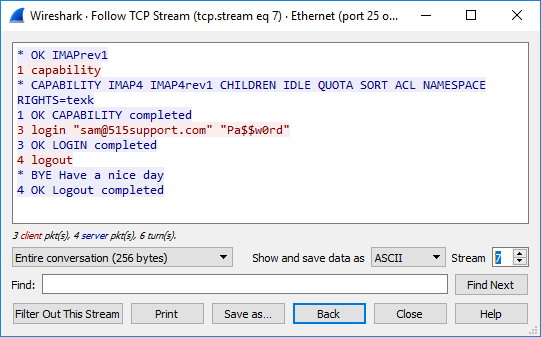 Wireshark · Follow TCP Stream (tcp.stream eq 7) · Ethernet (port 25 o...
* OK IMAPrev1
1 capability
* CAPABILITY IMAP4 IMAP4rev1 CHILDREN IDLE QUOTA SORT ACL NAMESPACE
RIGHTS=texk
1 OK CAPABILITY completed
3 login "sam@515support.com" "Pa$$w0rd"
3 OK LOGIN completed
4 logout
* BYE Have a nice day
4 OK Logout completed
3 client pkt(s), 4 server pkt(s), 6 turn(s).
Entire conversation (256 bytes) Show and save data as ASCII Stream 7
Find: Find Next
Filter Out This Stream Print Save as... Back Close Help